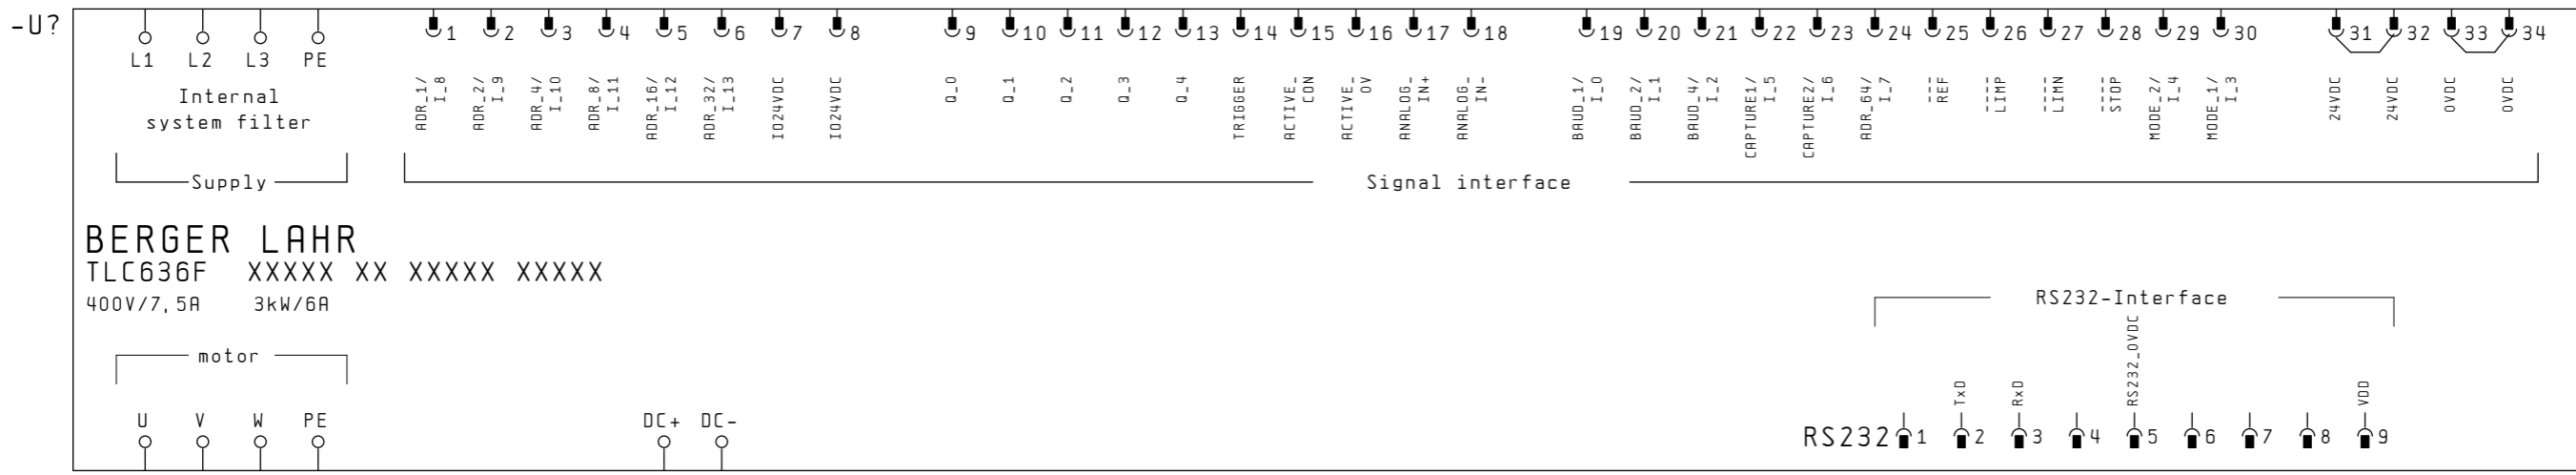 -U?
1 2 3 4 5 6 7 8 9 10 11 12 13 14 15 16 17 18 19 20 21 22 23 24 25 26 27 28 29 30 31 32 33 34
L1 L2 L3 PE
Internal
system filter
Supply
ADR_1/
I_8
ADR_2/
I_9
ADR_4/
I_10
ADR_8/
I_11
ADR_16/
I_12
ADR_32/
I_13
IO24VDC
IO24VDC
Q_0
Q_1
Q_2
Q_3
Q_4
TRIGGER
ACTIVE_
CON
ACTIVE_
0V
ANALOG_
IN+
ANALOG_
IN-
BAUD_1/
I_0
BAUD_2/
I_1
BAUD_4/
I_2
CAPTURE1/
I_5
CAPTURE2/
I_6
ADR_64/
I_7
---
REF
----
LIMP
----
LIMN
----
STOP
MODE_2/
I_4
MODE_1/
I_3
24VDC
24VDC
0VDC
0VDC
Signal interface
BERGER LAHR
TLC636F XXXXX XX XXXXX XXXXX
400V/7,5A 3kW/6A
motor
U V W PE
DC+ DC-
RS232-Interface
TxD
RxD
RS232_0VDC
VDD
RS232 1 2 3 4 5 6 7 8 9